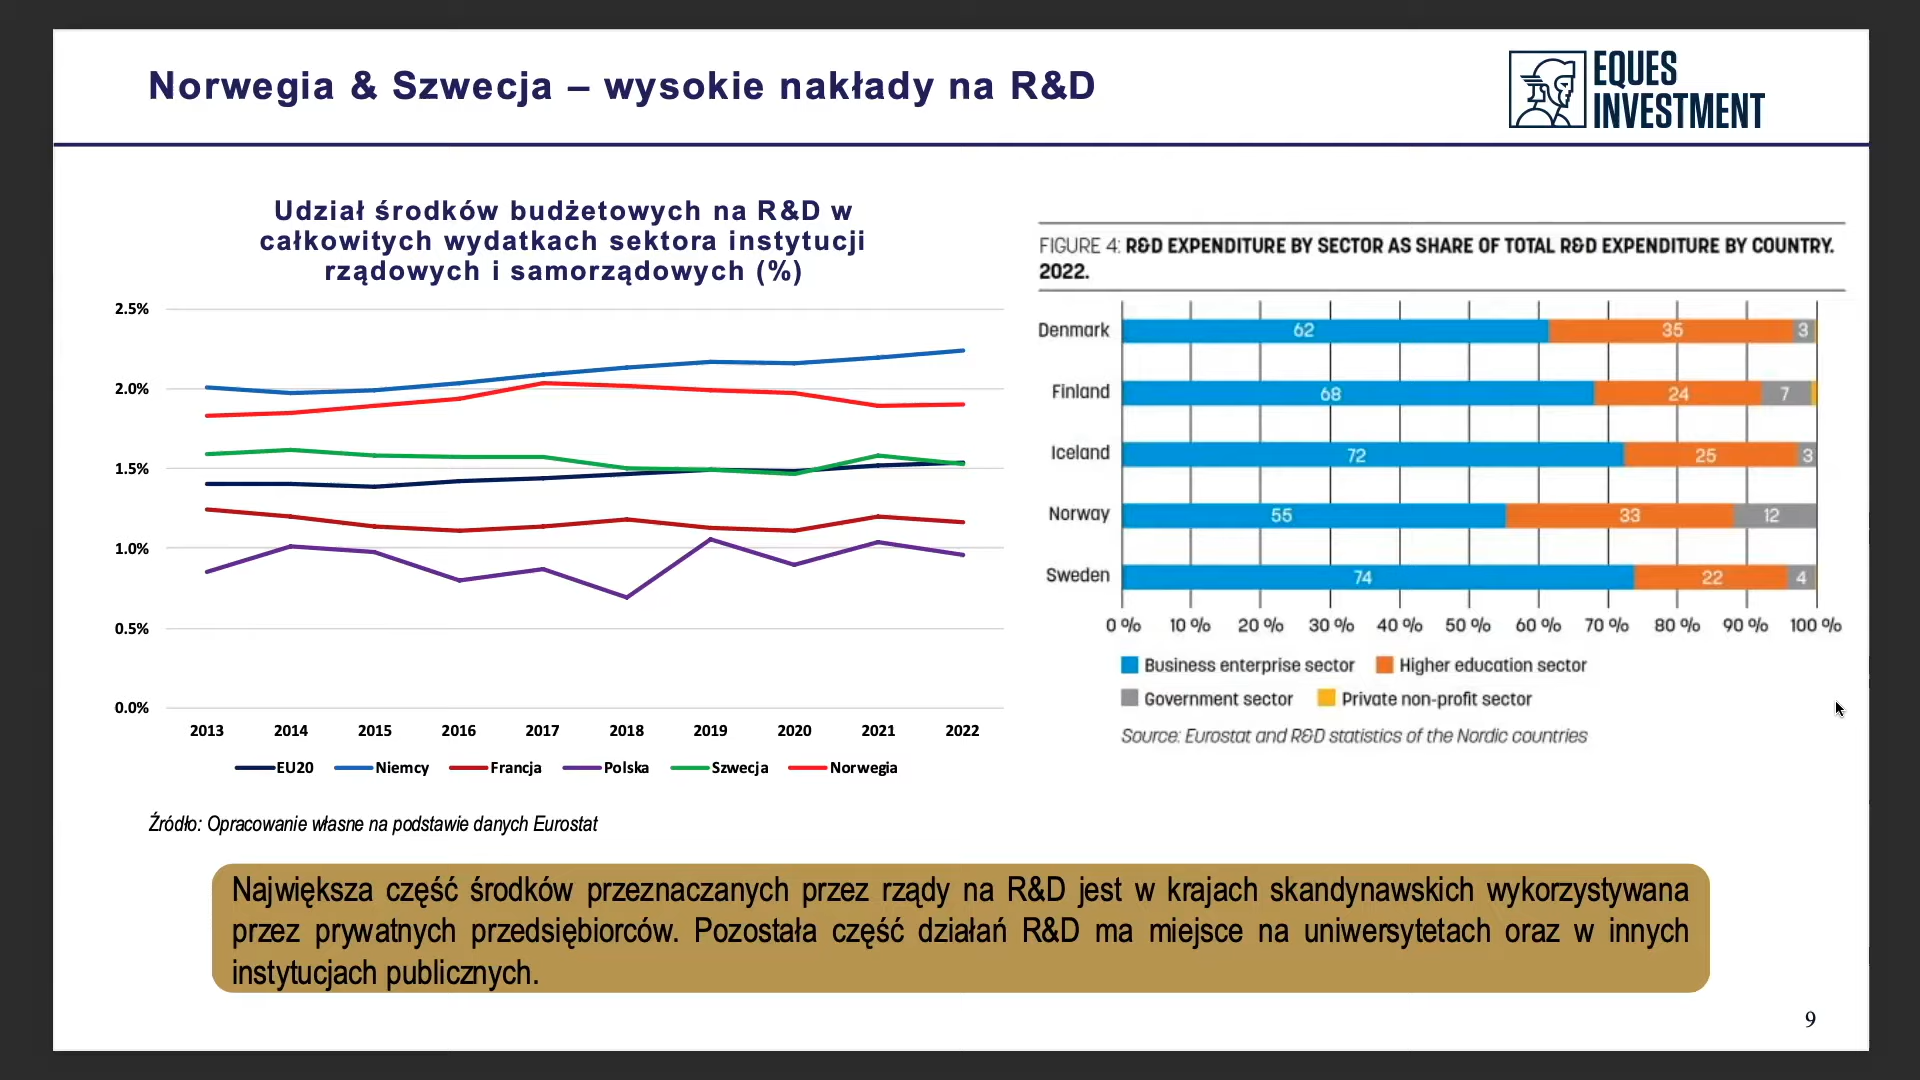 Norwegia & Szwecja – wysokie nakłady na R&D
EQUES
INVESTMENT
Udział środków budżetowych na R&D w
całkowitych wydatkach sektora instytucji
rządowych i samorządowych (%)
2.5%
2.0%
1.5%
1.0%
0.5%
0.0%
2013 2014 2015 2016 2017 2018 2019 2020 2021 2022
EU20 Niemcy Francja Polska Szwecja Norwegia
Źródło: Opracowanie własne na podstawie danych Eurostat
FIGURE 4: R&D EXPENDITURE BY SECTOR AS SHARE OF TOTAL R&D EXPENDITURE BY COUNTRY.
2022.
Denmark 62 35 3
Finland 68 24 7
Iceland 72 25 3
Norway 55 33 12
Sweden 74 22 4
0 % 10 % 20 % 30 % 40 % 50 % 60 % 70 % 80 % 90 % 100 %
Business enterprise sector Higher education sector
Government sector Private non-profit sector
Source: Eurostat and R&D statistics of the Nordic countries
Największa część środków przeznaczanych przez rządy na R&D jest w krajach skandynawskich wykorzystywana
przez prywatnych przedsiębiorców. Pozostała część działań R&D ma miejsce na uniwersytetach oraz w innych
instytucjach publicznych.
9